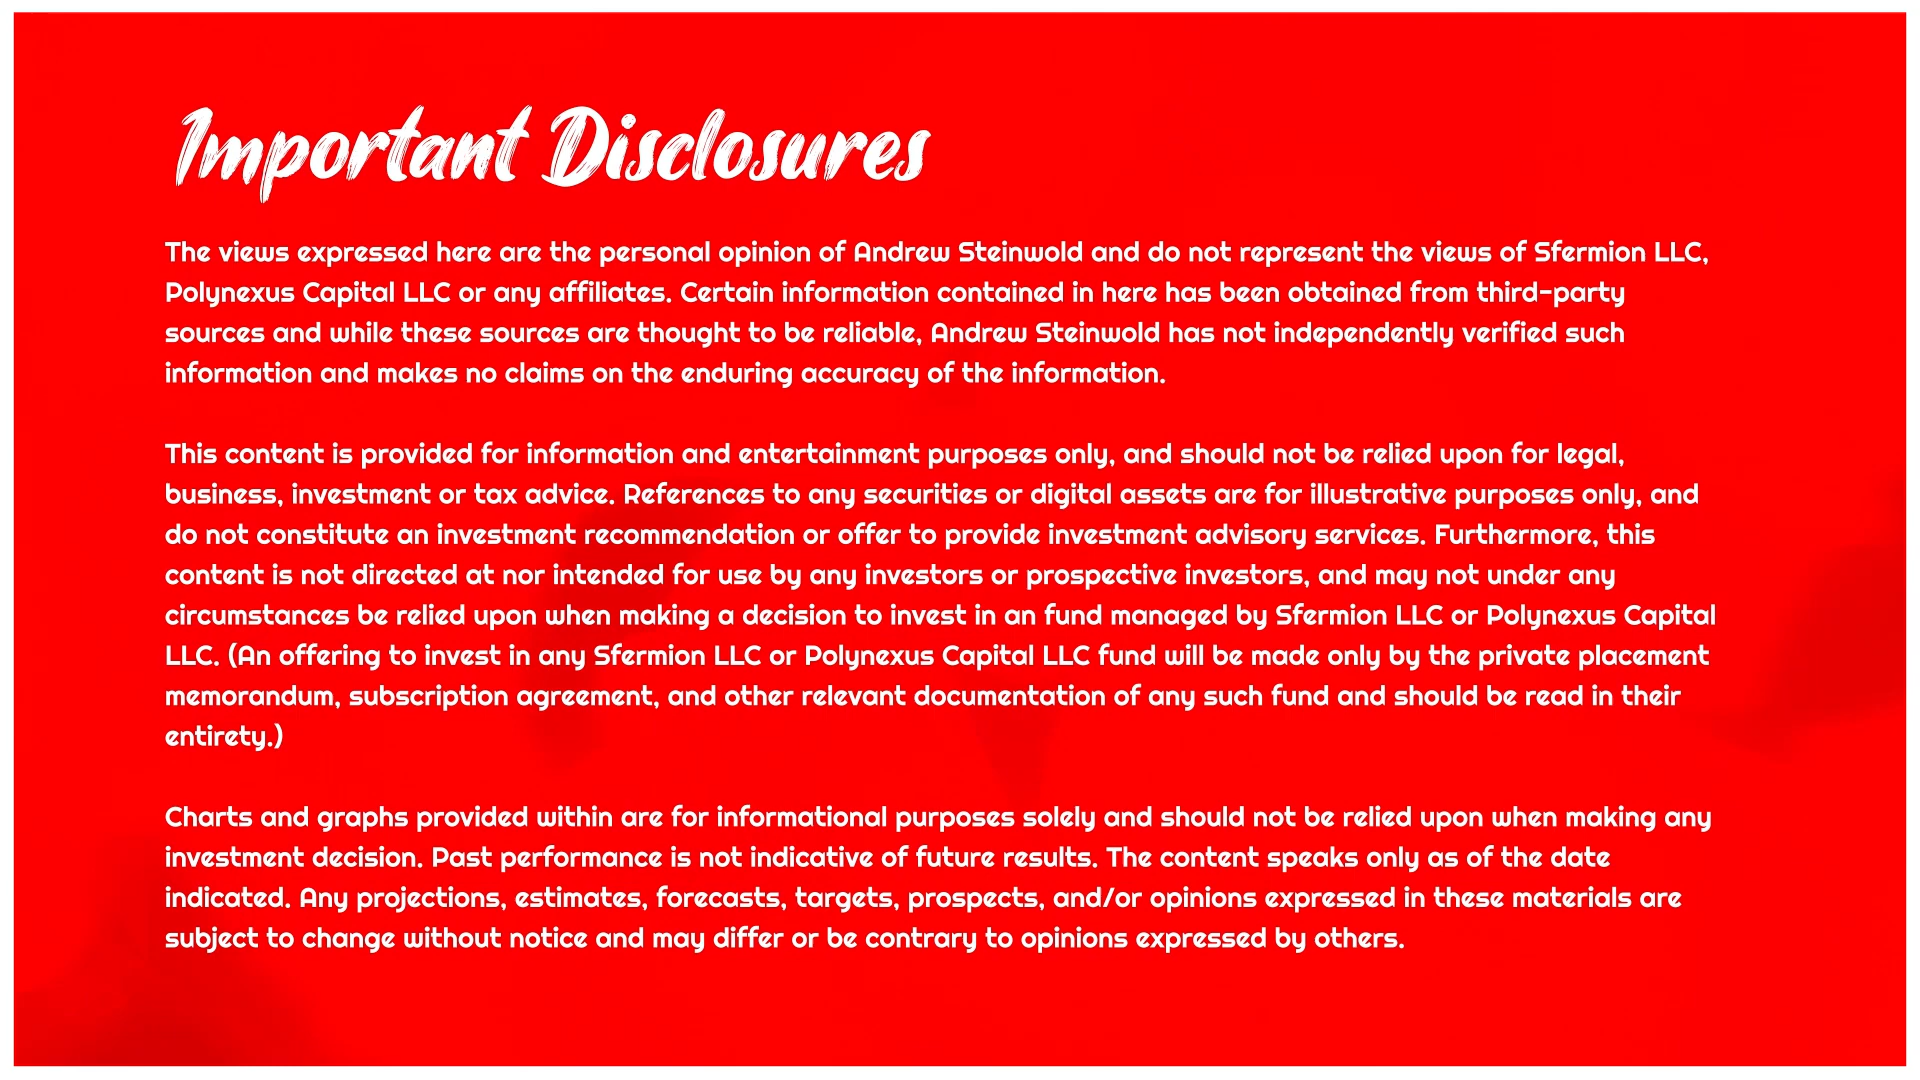 Important Disclosures
The views expressed here are the personal opinion of Andrew Steinwold and do not represent the views of Sfermion LLC,
Polynexus Capital LLC or any affiliates. Certain information contained in here has been obtained from third-party
sources and while these sources are thought to be reliable, Andrew Steinwold has not independently verified such
information and makes no claims on the enduring accuracy of the information.
This content is provided for information and entertainment purposes only, and should not be relied upon for legal,
business, investment or tax advice. References to any securities or digital assets are for illustrative purposes only, and
do not constitute an investment recommendation or offer to provide investment advisory services. Furthermore, this
content is not directed at nor intended for use by any investors or prospective investors, and may not under any
circumstances be relied upon when making a decision to invest in an fund managed by Sfermion LLC or Polynexus Capital
LLC. (An offering to invest in any Sfermion LLC or Polynexus Capital LLC fund will be made only by the private placement
memorandum, subscription agreement, and other relevant documentation of any such fund and should be read in their
entirety.)
Charts and graphs provided within are for informational purposes solely and should not be relied upon when making any
investment decision. Past performance is not indicative of future results. The content speaks only as of the date
indicated. Any projections, estimates, forecasts, targets, prospects, and/or opinions expressed in these materials are
subject to change without notice and may differ or be contrary to opinions expressed by others.